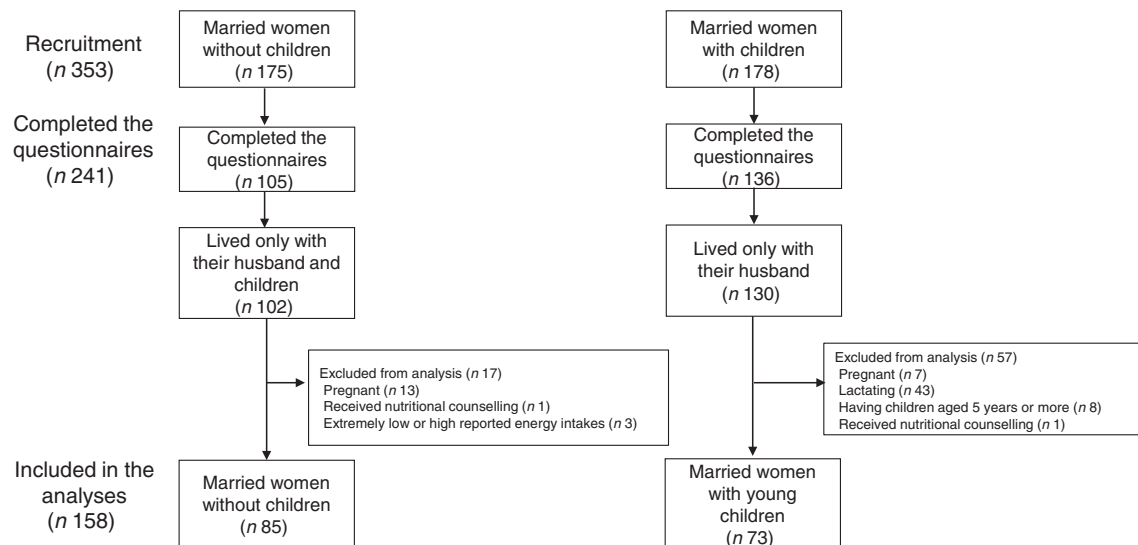 Recruitment
(n 353)
Married women
without children
(n 175)
Married women
with children
(n 178)
Completed the
questionnaires
(n 241)
Completed the
questionnaires
(n 105)
Completed the
questionnaires
(n 136)
Lived only with
their husband and
children
(n 102)
Lived only with
their husband
(n 130)
Excluded from analysis (n 17)
Pregnant (n 13)
Received nutritional counselling (n 1)
Extremely low or high reported energy intakes (n 3)
Excluded from analysis (n 57)
Pregnant (n 7)
Lactating (n 43)
Having children aged 5 years or more (n 8)
Received nutritional counselling (n 1)
Included in the
analyses
(n 158)
Married women
without children
(n 85)
Married women
with young
children
(n 73)